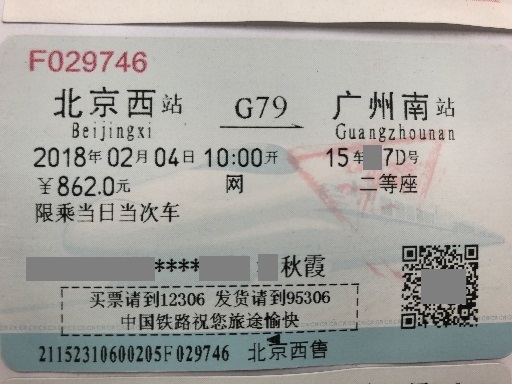 F029746
北京西站 G79 广州南站
Beijingxi Guangzhounan
2018年02月04日 10:00开 15车 7D号
￥862.0元 网 二等座
限乘当日当次车
**** 秋霞
买票请到12306 发货请到95306
中国铁路祝您旅途愉快
21152310600205F029746 北京西售